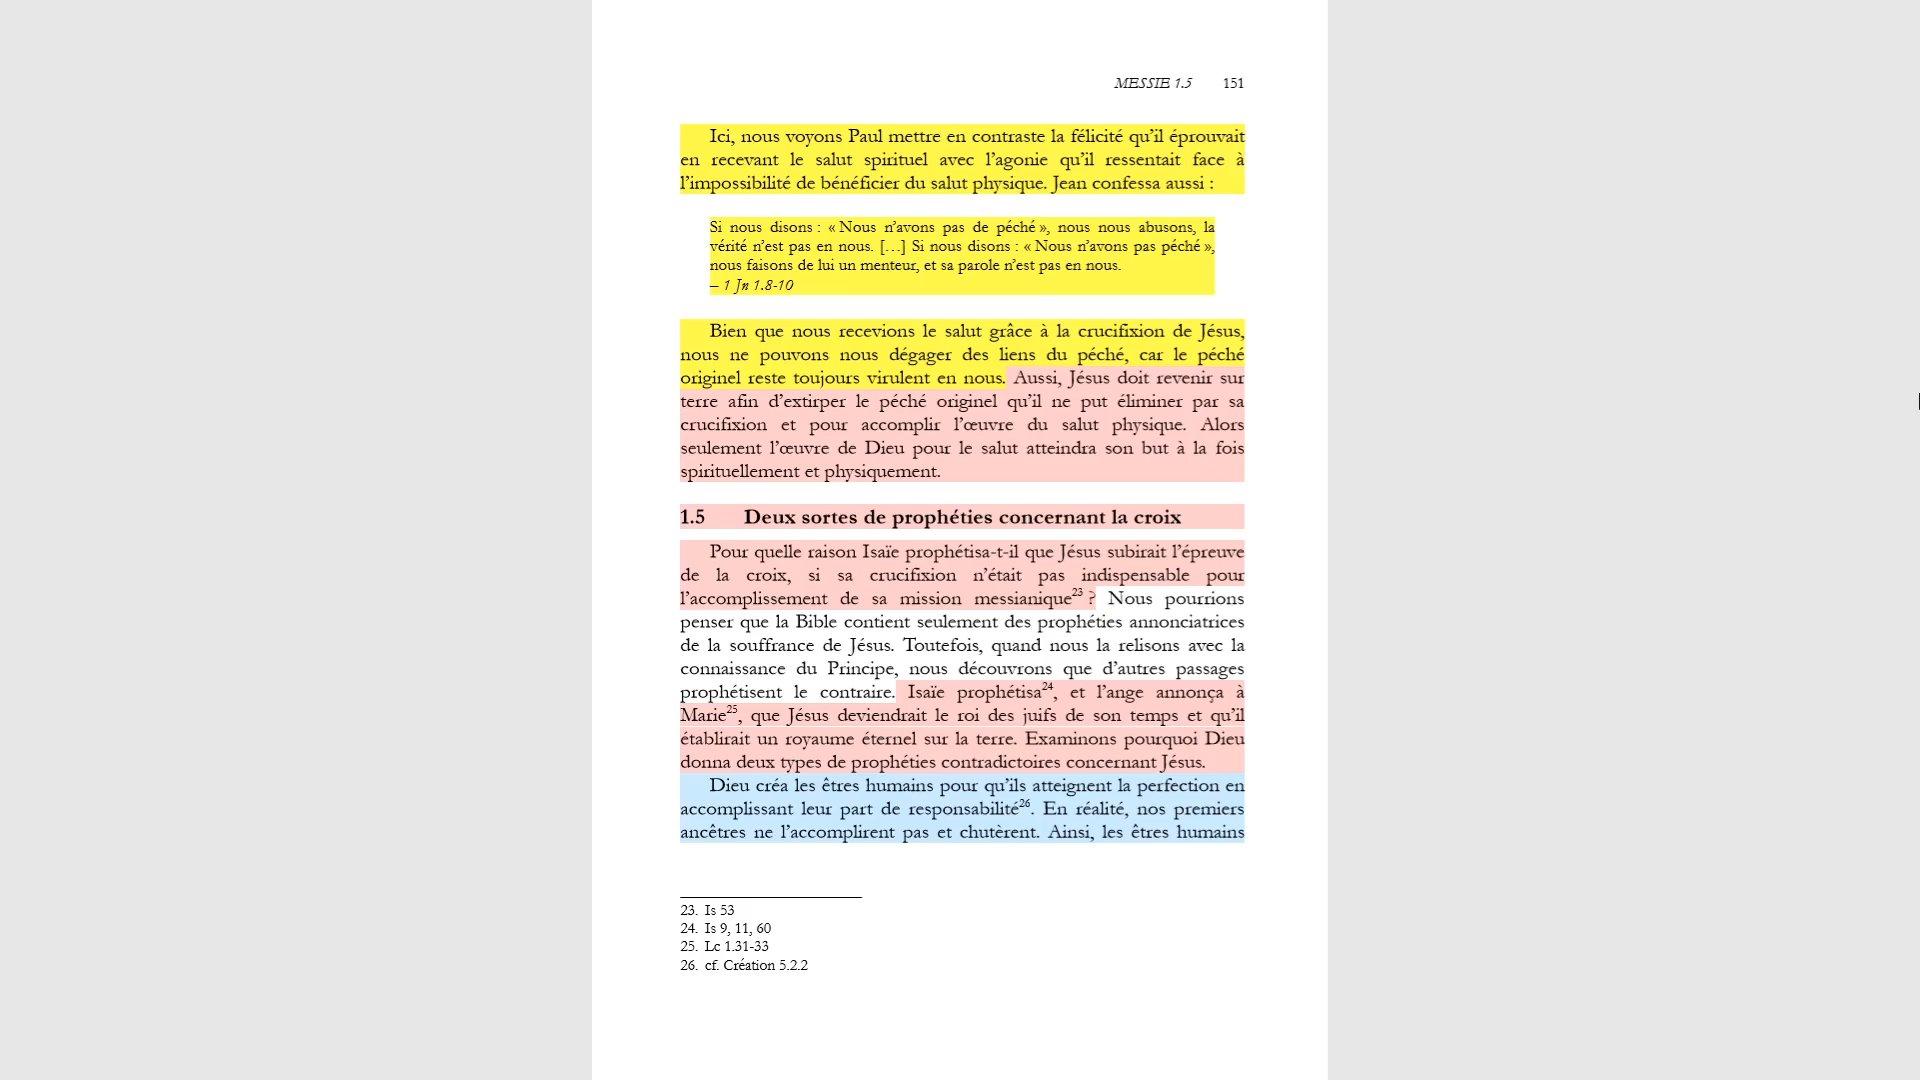 MESSIE 1.5 151
Ici, nous voyons Paul mettre en contraste la félicité qu’il éprouvait
en recevant le salut spirituel avec l’agonie qu’il ressentait face à
l’impossibilité de bénéficier du salut physique. Jean confessa aussi :
Si nous disons : « Nous n’avons pas de péché », nous nous abusons, la
vérité n’est pas en nous. […] Si nous disons : « Nous n’avons pas péché »,
nous faisons de lui un menteur, et sa parole n’est pas en nous.
– 1 Jn 1.8-10
Bien que nous recevions le salut grâce à la crucifixion de Jésus,
nous ne pouvons nous dégager des liens du péché, car le péché
originel reste toujours virulent en nous. Aussi, Jésus doit revenir sur
terre afin d’extirper le péché originel qu’il ne put éliminer par sa
crucifixion et pour accomplir l’œuvre du salut physique. Alors
seulement l’œuvre de Dieu pour le salut atteindra son but à la fois
spirituellement et physiquement.
1.5 Deux sortes de prophéties concernant la croix
Pour quelle raison Isaïe prophétisa-t-il que Jésus subirait l’épreuve
de la croix, si sa crucifixion n’était pas indispensable pour
l’accomplissement de sa mission messianique23 ? Nous pourrions
penser que la Bible contient seulement des prophéties annonciatrices
de la souffrance de Jésus. Toutefois, quand nous la relisons avec la
connaissance du Principe, nous découvrons que d’autres passages
prophétisent le contraire. Isaïe prophétisa24, et l’ange annonça à
Marie25, que Jésus deviendrait le roi des juifs de son temps et qu’il
établirait un royaume éternel sur la terre. Examinons pourquoi Dieu
donna deux types de prophéties contradictoires concernant Jésus.
Dieu créa les êtres humains pour qu’ils atteignent la perfection en
accomplissant leur part de responsabilité26. En réalité, nos premiers
ancêtres ne l’accomplirent pas et chutèrent. Ainsi, les êtres humains
23. Is 53
24. Is 9, 11, 60
25. Lc 1.31-33
26. cf. Création 5.2.2